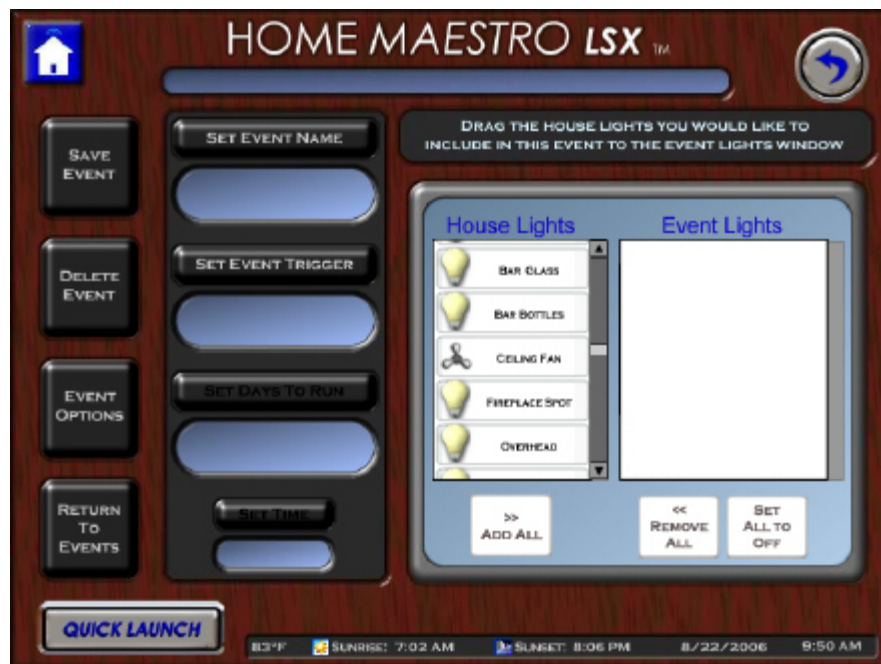 HOME MAESTRO LSX TM
SAVE
EVENT
DELETE
EVENT
EVENT
OPTIONS
RETURN
TO
EVENTS
SET EVENT NAME
SET EVENT TRIGGER
SET DAYS TO RUN
SET TIME
DRAG THE HOUSE LIGHTS YOU WOULD LIKE TO
INCLUDE IN THIS EVENT TO THE EVENT LIGHTS WINDOW
House Lights
BAR GLASS
BAR BOTTLES
CEILING FAN
FIREPLACE SPOT
OVERHEAD
>>
ADD ALL
Event Lights
<<
REMOVE
ALL
SET
ALL TO
OFF
QUICK LAUNCH
83°F SUNRISE: 7:02 AM SUNSET: 8:06 PM 8/22/2006 9:50 AM